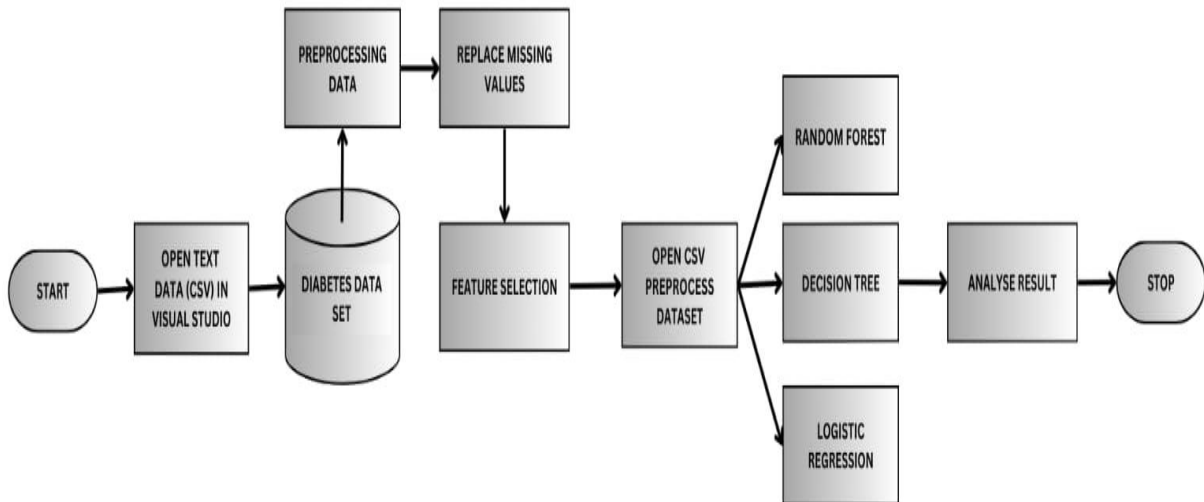 START
OPEN TEXT
DATA (CSV) IN
VISUAL STUDIO
DIABETES DATA
SET
PREPROCESSING
DATA
REPLACE MISSING
VALUES
FEATURE SELECTION
OPEN CSV
PREPROCESS
DATASET
RANDOM FOREST
DECISION TREE
LOGISTIC
REGRESSION
ANALYSE RESULT
STOP